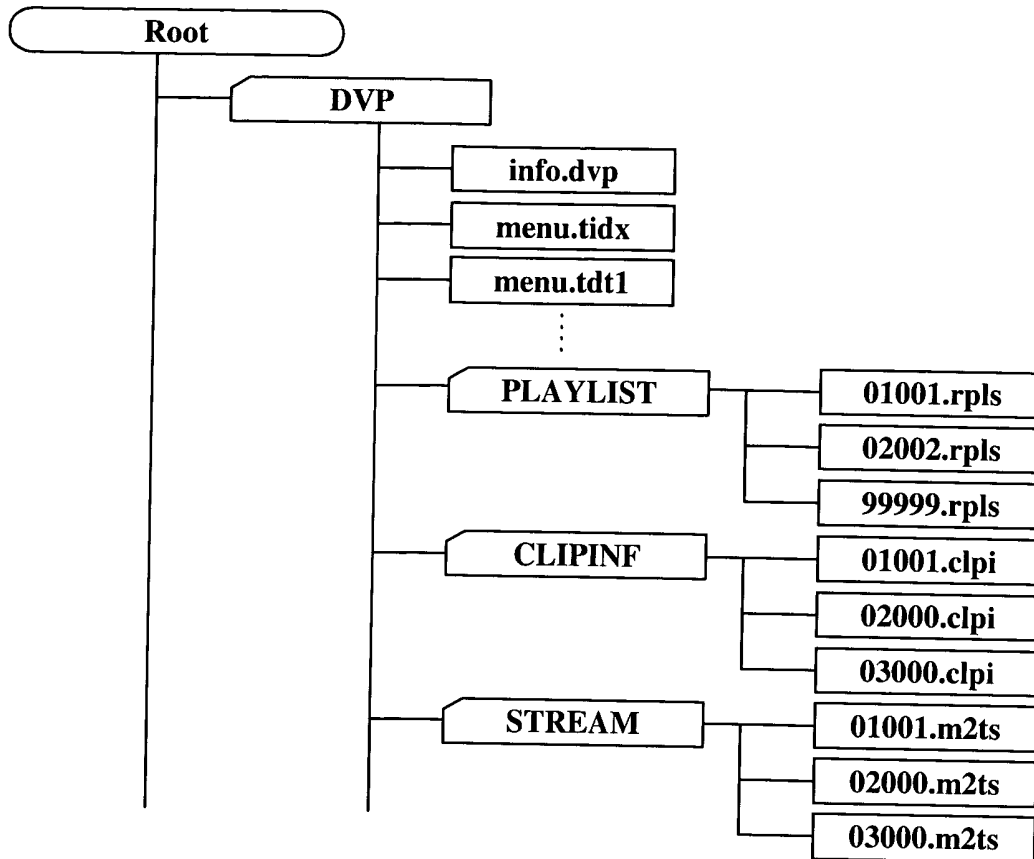 Root
DVP
info.dvp
menu.tidx
menu.tdt1
PLAYLIST
01001.rpls
02002.rpls
99999.rpls
CLIPINF
01001.clpi
02000.clpi
03000.clpi
STREAM
01001.m2ts
02000.m2ts
03000.m2ts